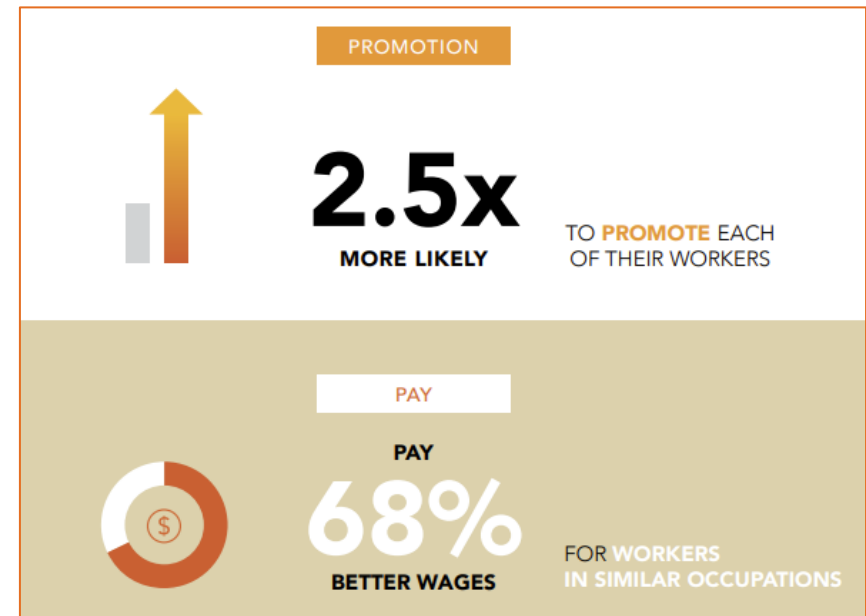 PROMOTION
2.5x
MORE LIKELY
TO PROMOTE EACH
OF THEIR WORKERS
PAY
PAY
68%
BETTER WAGES
$
FOR WORKERS
IN SIMILAR OCCUPATIONS